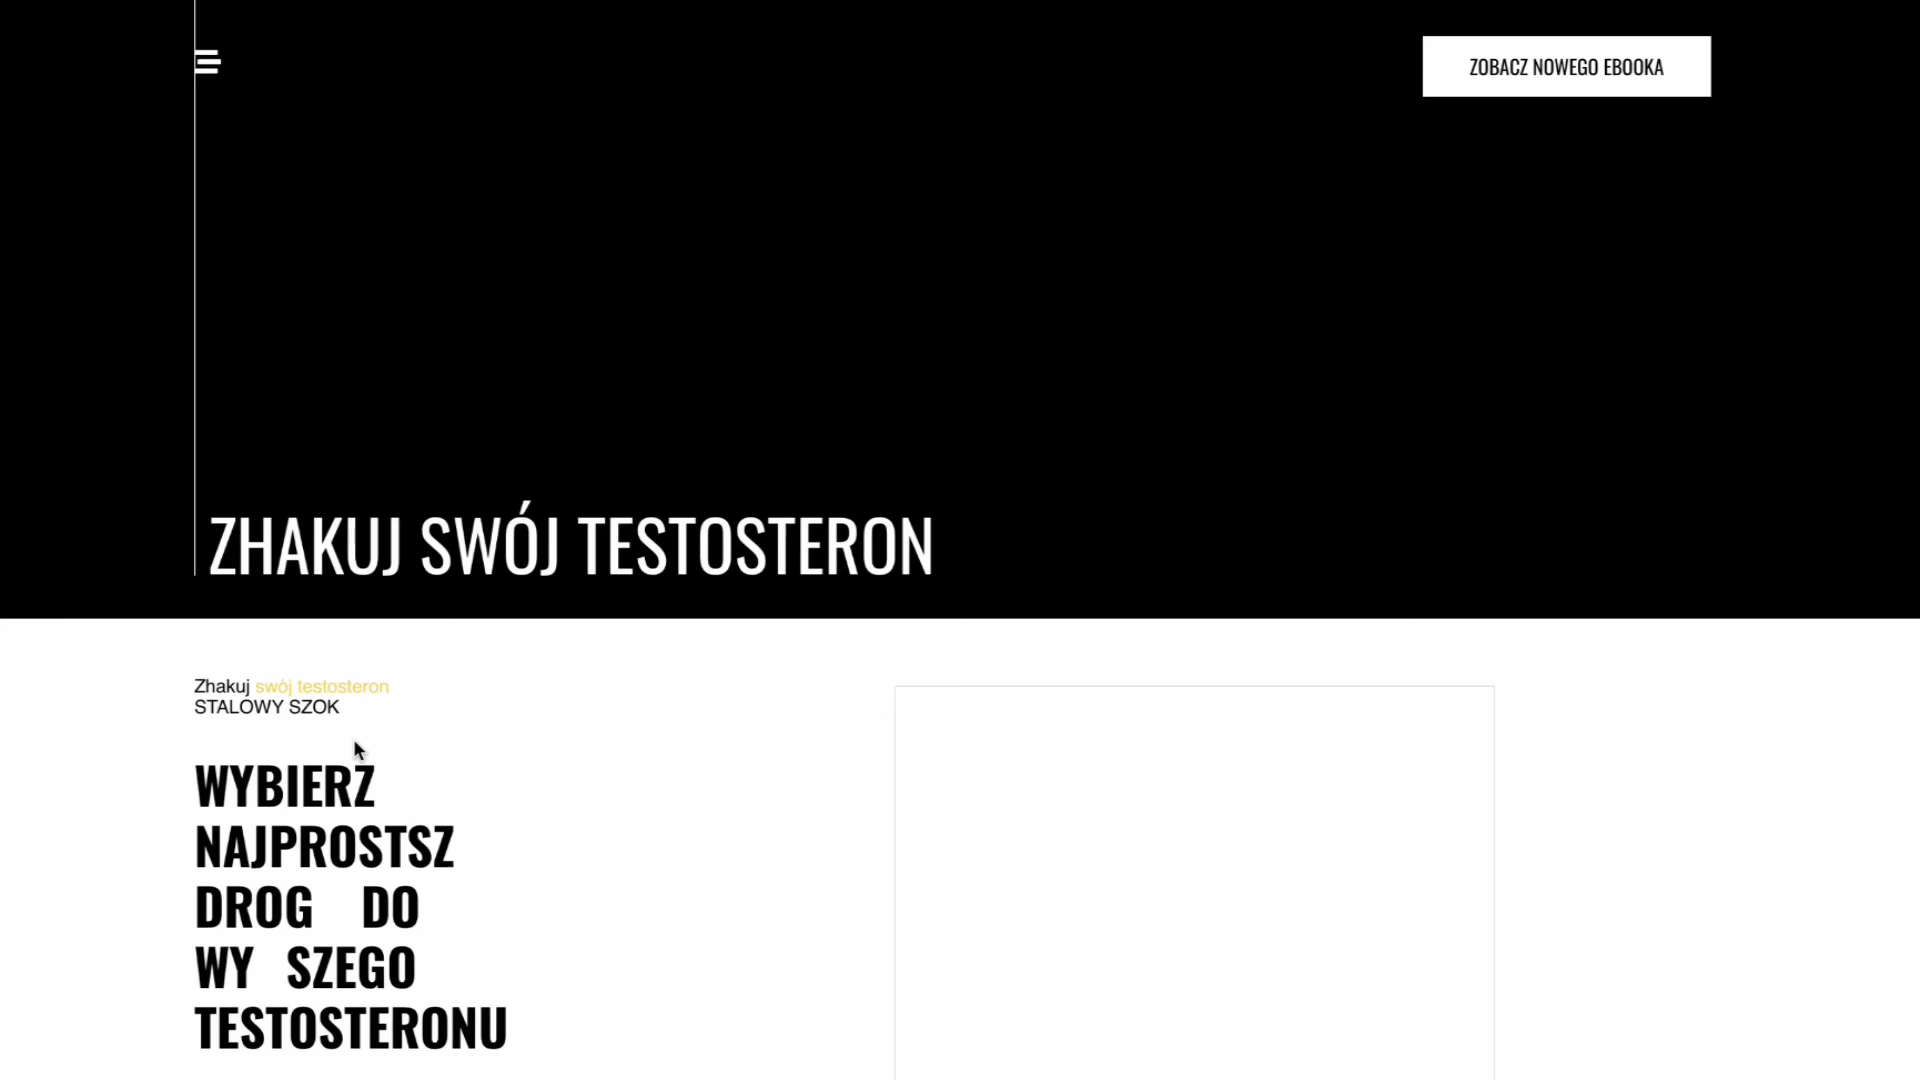 ZOBACZ NOWEGO EBOOKA
ZHAKUJ SWÓJ TESTOSTERON
Zhakuj swój testosteron
STALOWY SZOK
WYBIERZ
NAJPROSTSZ
DROG DO
WY SZEGO
TESTOSTERONU